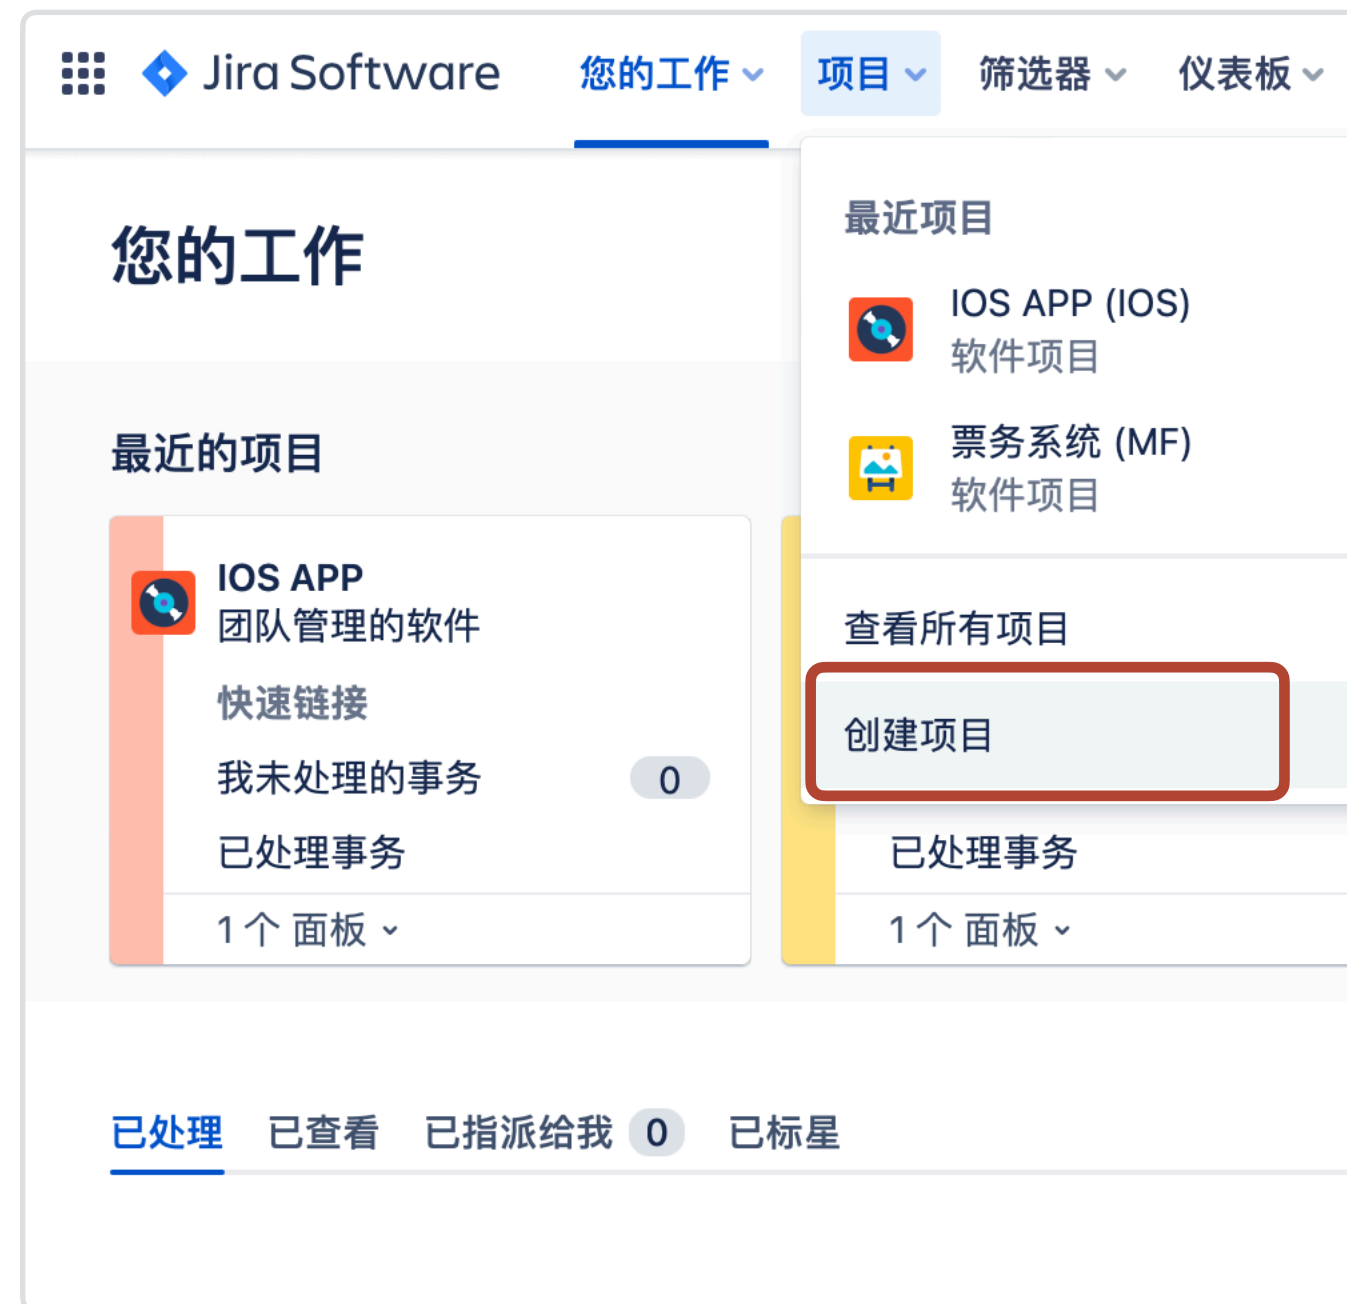 Jira Software 您的工作 项目 筛选器 仪表板
您的工作
最近的项目
IOS APP
团队管理的软件
快速链接
我未处理的事务 0
已处理事务
1 个 面板
最近项目
IOS APP (IOS)
软件项目
票务系统 (MF)
软件项目
查看所有项目
创建项目
已处理事务
1 个 面板
已处理 已查看 已指派给我 0 已标星